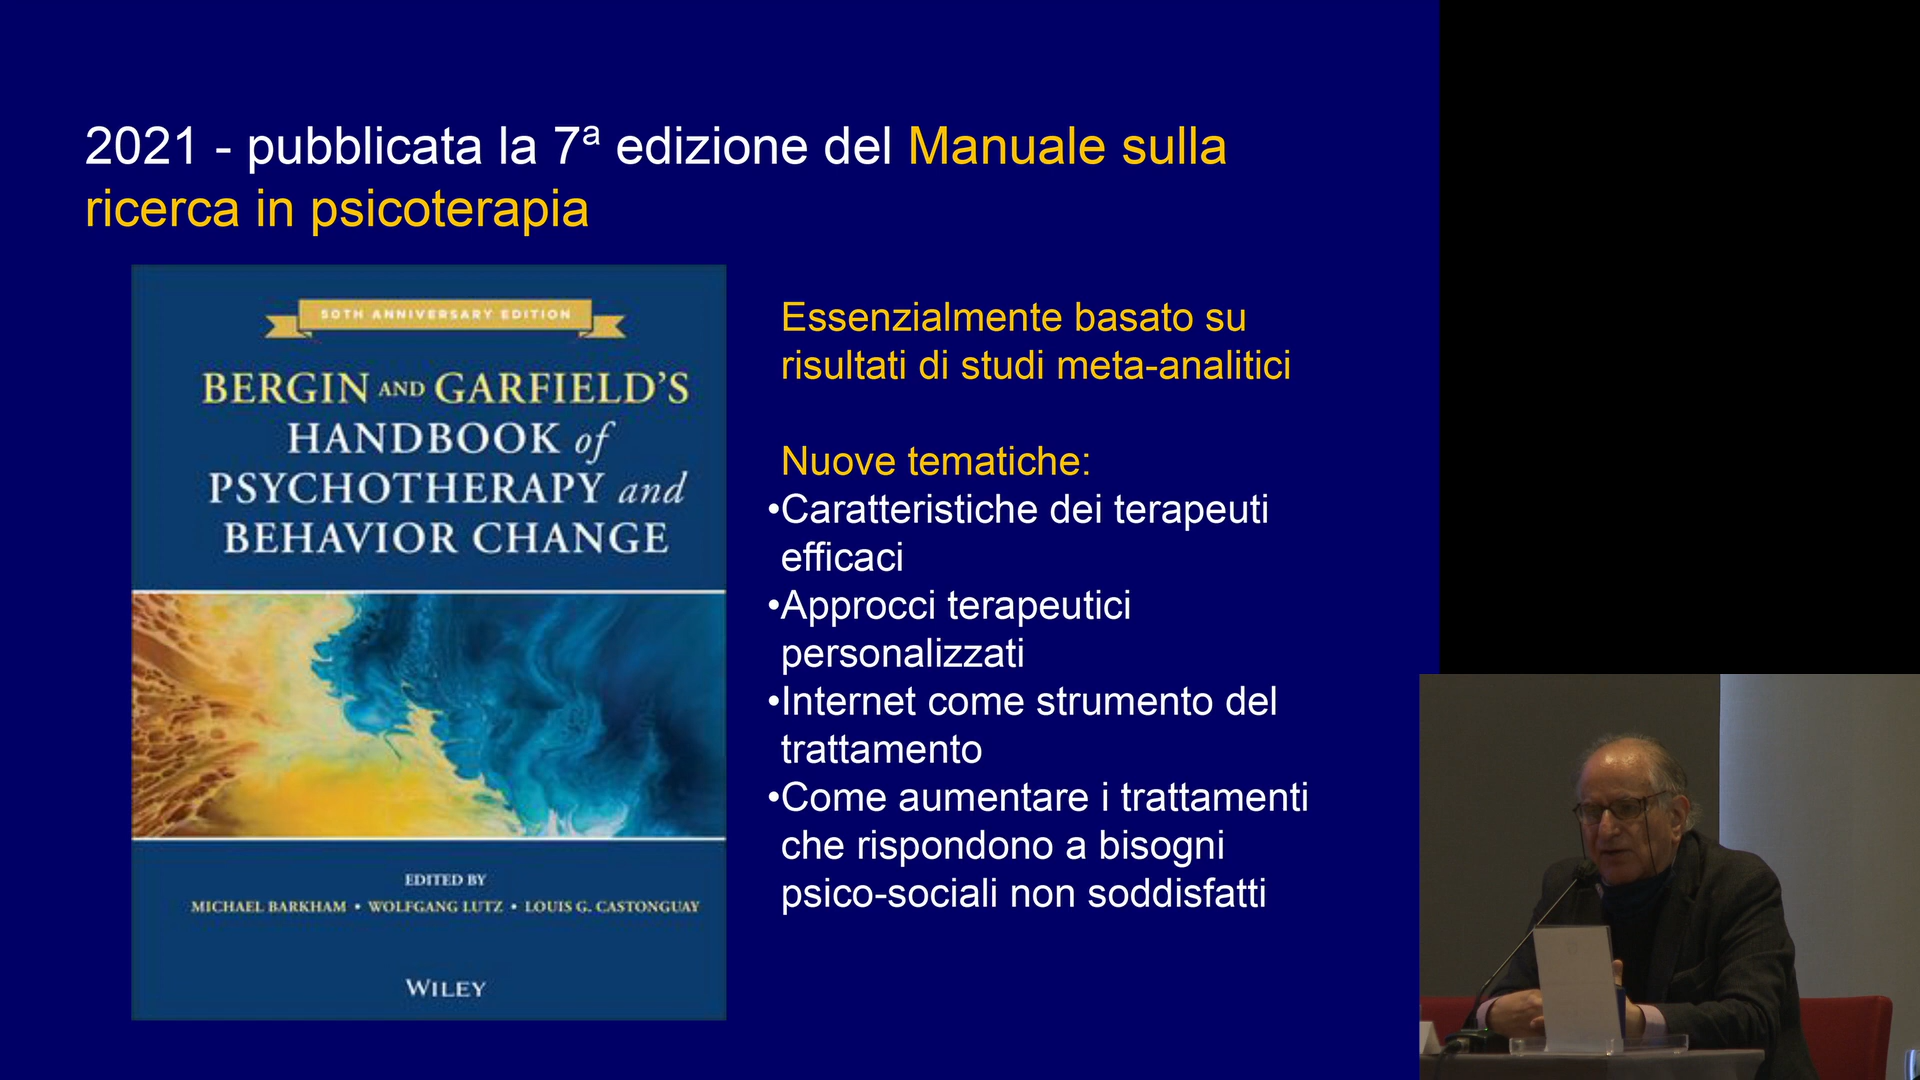 2021 - pubblicata la 7ª edizione del Manuale sulla
ricerca in psicoterapia
50TH ANNIVERSARY EDITION
BERGIN AND GARFIELD'S
HANDBOOK of
PSYCHOTHERAPY and
BEHAVIOR CHANGE
EDITED BY
MICHAEL BARKHAM • WOLFGANG LUTZ • LOUIS G. CASTONGUAY
WILEY
Essenzialmente basato su
risultati di studi meta-analitici
Nuove tematiche:
•Caratteristiche dei terapeuti
efficaci
•Approcci terapeutici
personalizzati
•Internet come strumento del
trattamento
•Come aumentare i trattamenti
che rispondono a bisogni
psico-sociali non soddisfatti